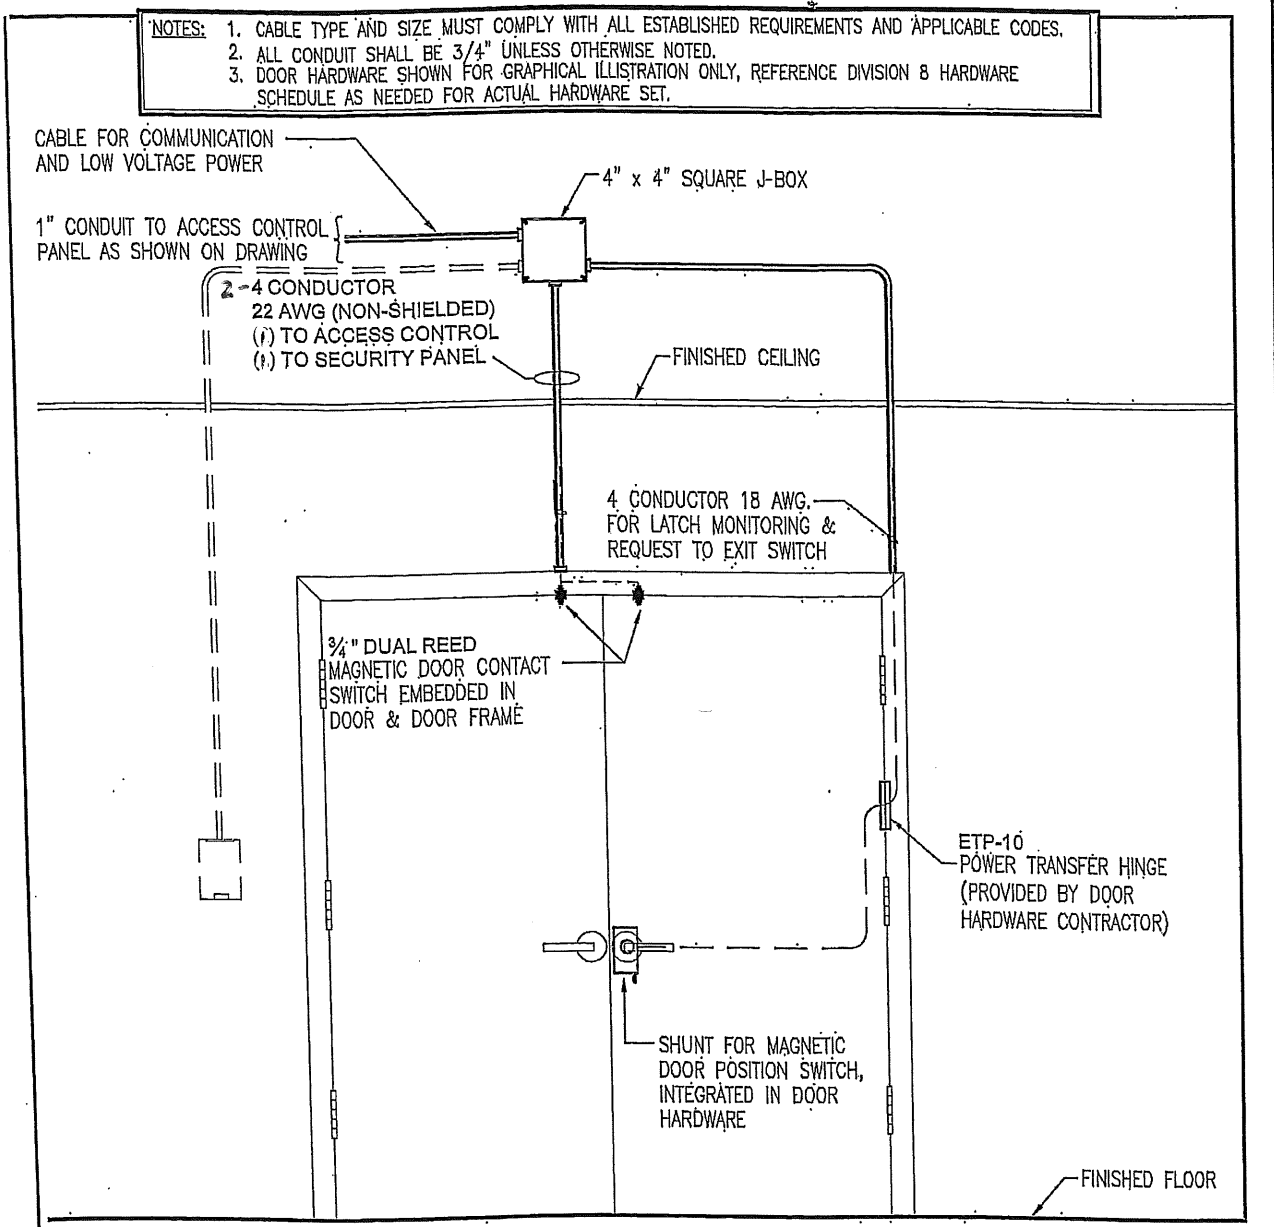 NOTES: 1. CABLE TYPE AND SIZE MUST COMPLY WITH ALL ESTABLISHED REQUIREMENTS AND APPLICABLE CODES.
2. ALL CONDUIT SHALL BE 3/4" UNLESS OTHERWISE NOTED.
3. DOOR HARDWARE SHOWN FOR GRAPHICAL ILLISTRATION ONLY, REFERENCE DIVISION 8 HARDWARE
SCHEDULE AS NEEDED FOR ACTUAL HARDWARE SET.
CABLE FOR COMMUNICATION
AND LOW VOLTAGE POWER
4" x 4" SQUARE J-BOX
1" CONDUIT TO ACCESS CONTROL
PANEL AS SHOWN ON DRAWING
2-4 CONDUCTOR
22 AWG (NON-SHIELDED)
(1) TO ACCESS CONTROL
(1) TO SECURITY PANEL
FINISHED CEILING
4 CONDUCTOR 18 AWG.
FOR LATCH MONITORING &
REQUEST TO EXIT SWITCH
3/4" DUAL REED
MAGNETIC DOOR CONTACT
SWITCH EMBEDDED IN
DOOR & DOOR FRAME
ETP-10
POWER TRANSFER HINGE
(PROVIDED BY DOOR
HARDWARE CONTRACTOR)
SHUNT FOR MAGNETIC
DOOR POSITION SWITCH,
INTEGRATED IN DOOR
HARDWARE
FINISHED FLOOR